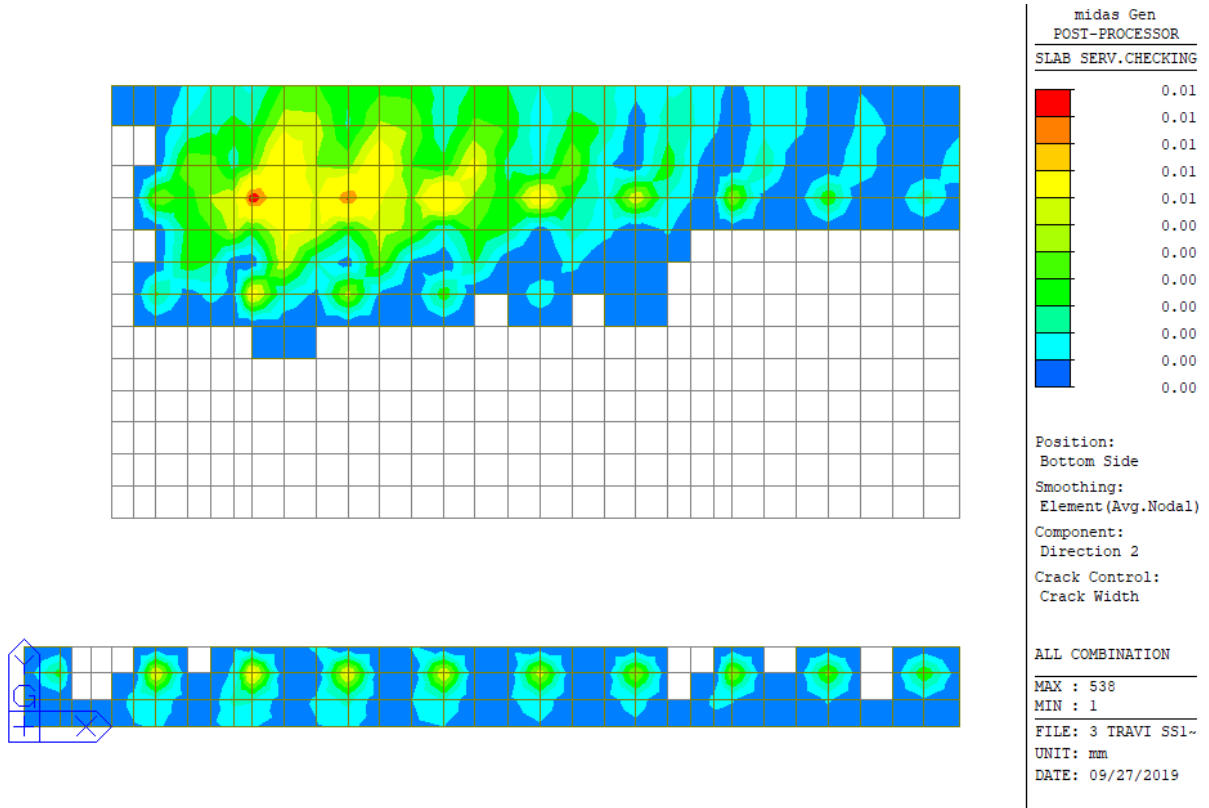 midas Gen
POST-PROCESSOR
SLAB SERV.CHECKING
0.01
0.01
0.01
0.01
0.01
0.00
0.00
0.00
0.00
0.00
0.00
0.00
Position:
Bottom Side
Smoothing:
Element(Avg.Nodal)
Component:
Direction 2
Crack Control:
Crack Width
ALL COMBINATION
MAX : 538
MIN : 1
FILE: 3 TRAVI SS1~
UNIT: mm
DATE: 09/27/2019
Y
G
X